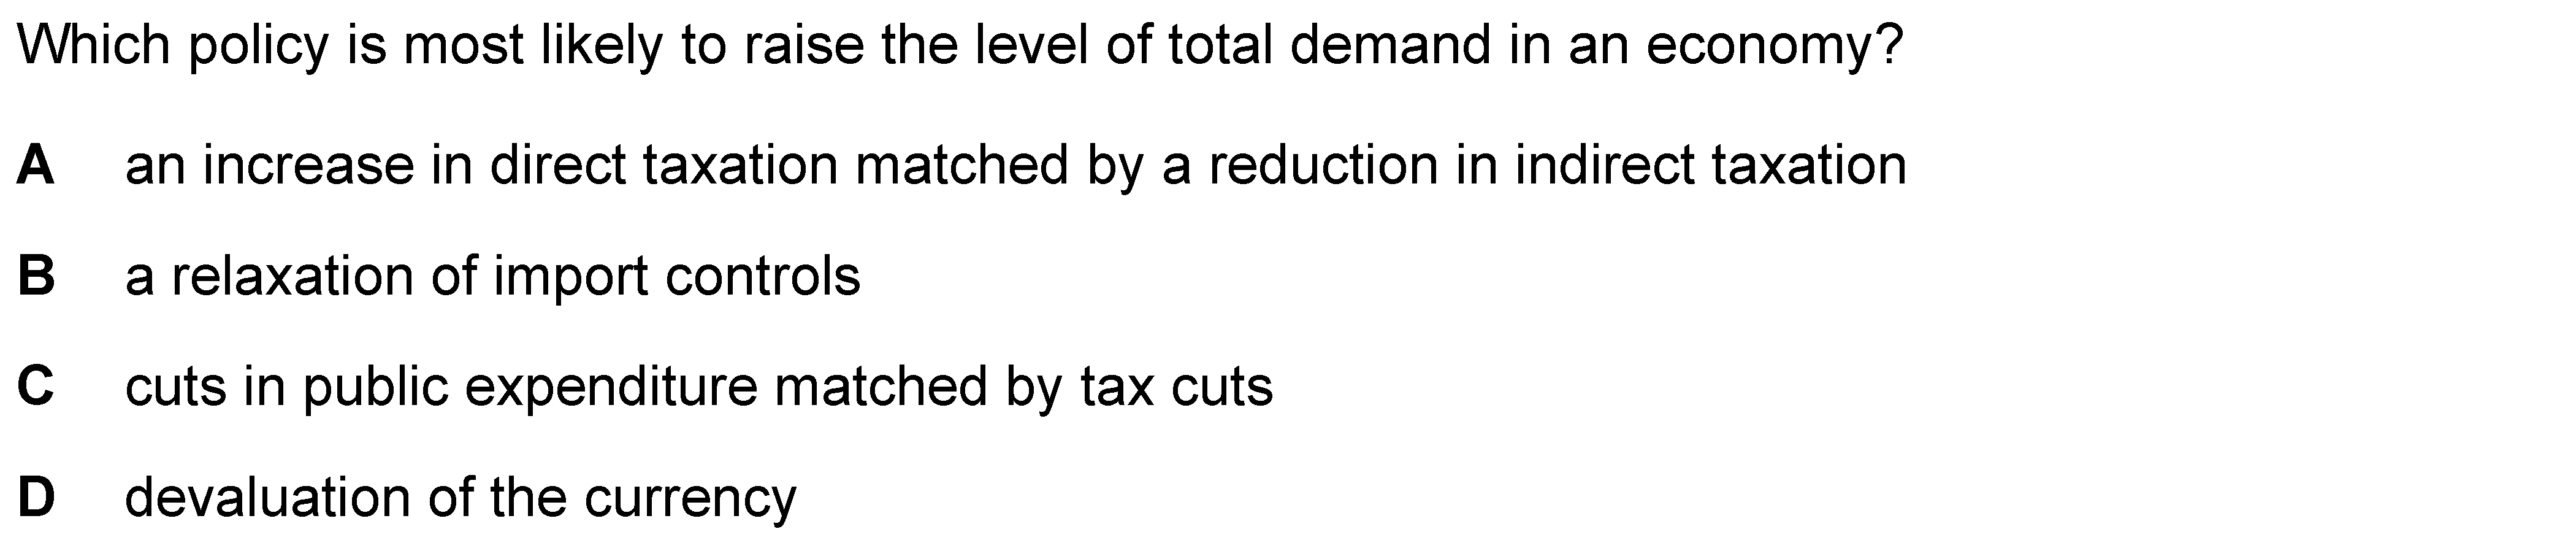 Which policy is most likely to raise the level of total demand in an economy?
A an increase in direct taxation matched by a reduction in indirect taxation
B a relaxation of import controls
C cuts in public expenditure matched by tax cuts
D devaluation of the currency